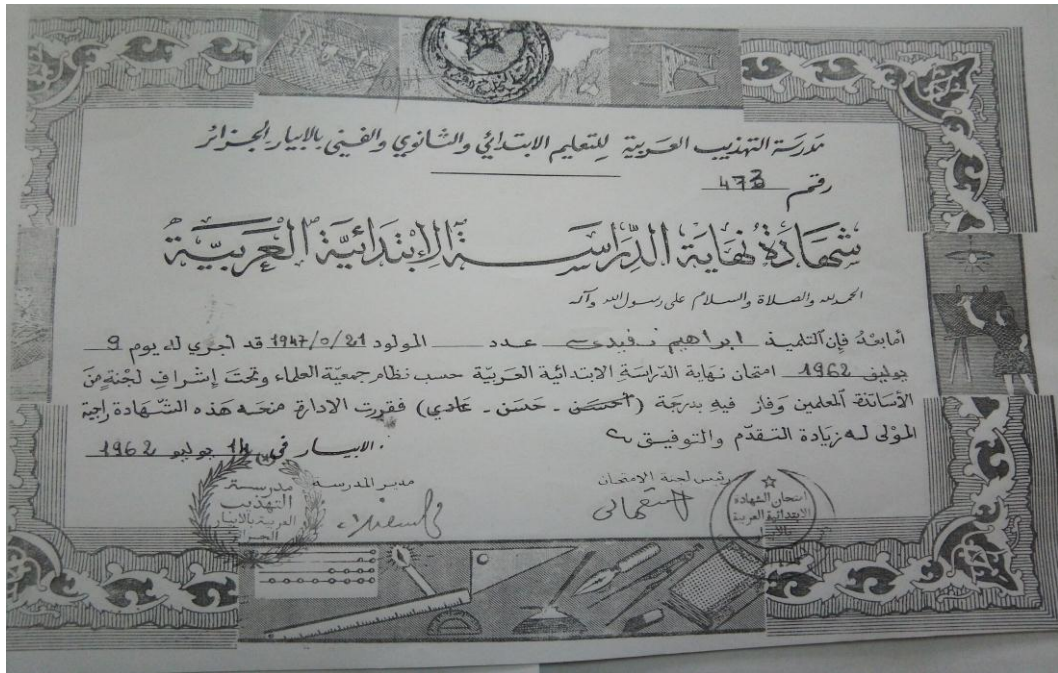 مدرسة التهذيب العربية للتعليم الابتدائي والثانوي والفني بالابيار الجزائر
رقم 473
شهادة نهاية الدراسة الابتدائية العربية
الحمد لله والصلاة والسلام على رسول الله وآله
أما بعد فإن التلميذ ابراهيم عدد المولود 1947/0/21 قد اجري له يوم 9
يوليو 1962 امتحان نهاية الدراسة الابتدائية العربية حسب نظام جمعية العلماء وتحت إشراف لجنة من
الأساتذة المعلمين وفاز فيه بدرجة (أحسن - حسن - عادي) فقررت الادارة منحه هذه الشهادة راجية
المولى له زيادة التقدم والتوفيق
الابيار في 14 جوليو 1962
رئيس لجنة الامتحان
مدير المدرسة
امتحان الشهادة
الابتدائية العربية
مدرسة
التهذيب
العربية بالابيار
الجزائر